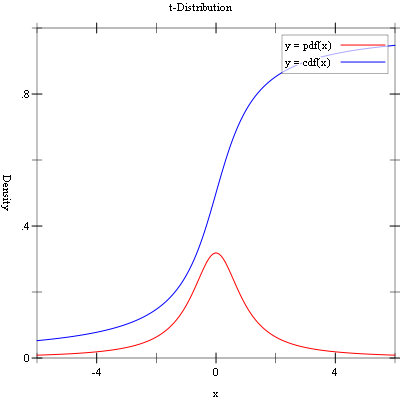 t-Distribution
y = pdf(x)
y = cdf(x)
.8
.4
0
Density
-4
0
4
x